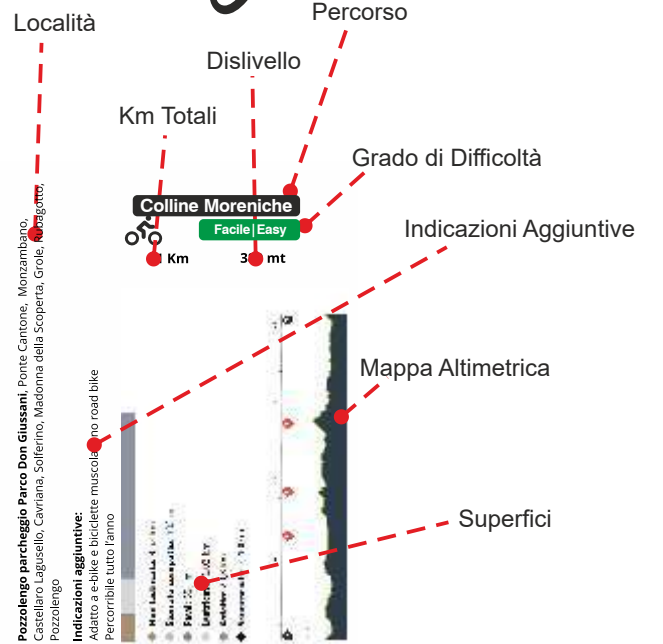 Località
Percorso
Dislivello
Km Totali
Grado di Difficoltà
Colline Moreniche
Facile|Easy
Km
mt
Indicazioni Aggiuntive
Mappa Altimetrica
Superfici
Pozzolengo parcheggio Parco Don Giussani, Ponte Cantone, Monzambano,
Castellaro Lagusello, Cavriana, Solferino, Madonna della Scoperta, Grole, Rubagotto,
Pozzolengo
Indicazioni aggiuntive:
Adatto a e-bike e biciclette no road bike
Percorribile tutto l'anno